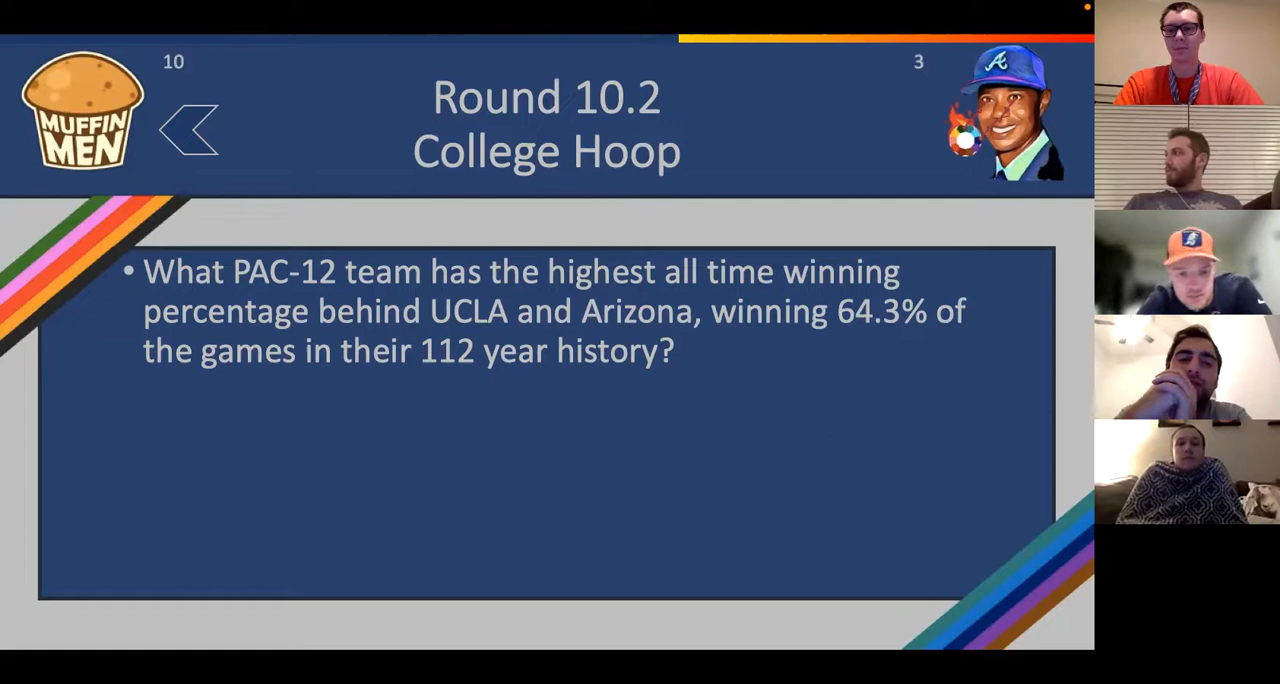 10
3
Round 10.2
College Hoop
MUFFIN
MEN
A
• What PAC-12 team has the highest all time winning
percentage behind UCLA and Arizona, winning 64.3% of
the games in their 112 year history?